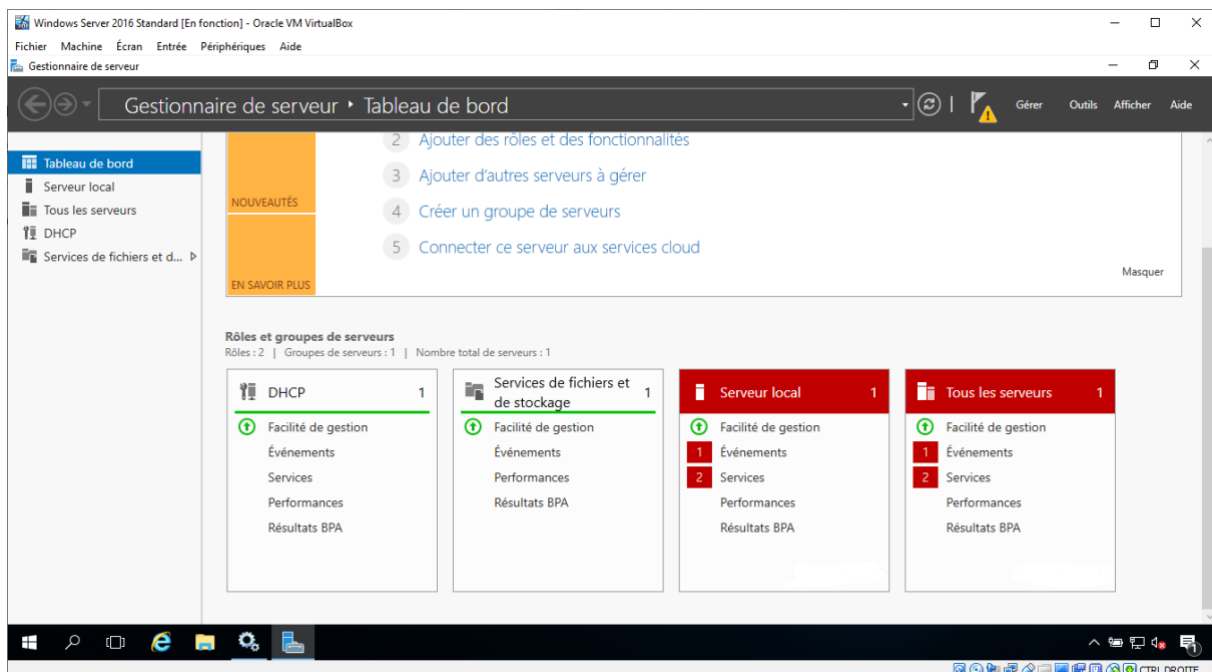 Windows Server 2016 Standard [En fonction] - Oracle VM VirtualBox
Fichier Machine Écran Entrée Périphériques Aide
Gestionnaire de serveur
Gestionnaire de serveur ‣ Tableau de bord
Gérer Outils Afficher Aide
Tableau de bord
Serveur local
Tous les serveurs
DHCP
Services de fichiers et d...
NOUVEAUTÉS
EN SAVOIR PLUS
2 Ajouter des rôles et des fonctionnalités
3 Ajouter d'autres serveurs à gérer
4 Créer un groupe de serveurs
5 Connecter ce serveur aux services cloud
Masquer
Rôles et groupes de serveurs
Rôles : 2 | Groupes de serveurs : 1 | Nombre total de serveurs : 1
DHCP 1
Facilité de gestion
Événements
Services
Performances
Résultats BPA
Services de fichiers et de stockage 1
Facilité de gestion
Événements
Performances
Résultats BPA
Serveur local 1
Facilité de gestion
1 Événements
2 Services
Performances
Résultats BPA
Tous les serveurs 1
Facilité de gestion
1 Événements
2 Services
Performances
Résultats BPA
1
CTRL DROITE